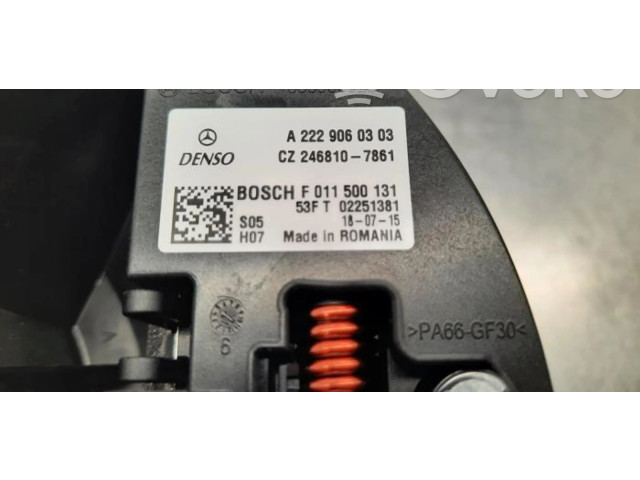 A 222 906 03 03
DENSO CZ 246810-7861
BOSCH F 011 500 131
53F T 02251381
S05 18-07-15
H07 Made in ROMANIA
>PA66-GF30<
9